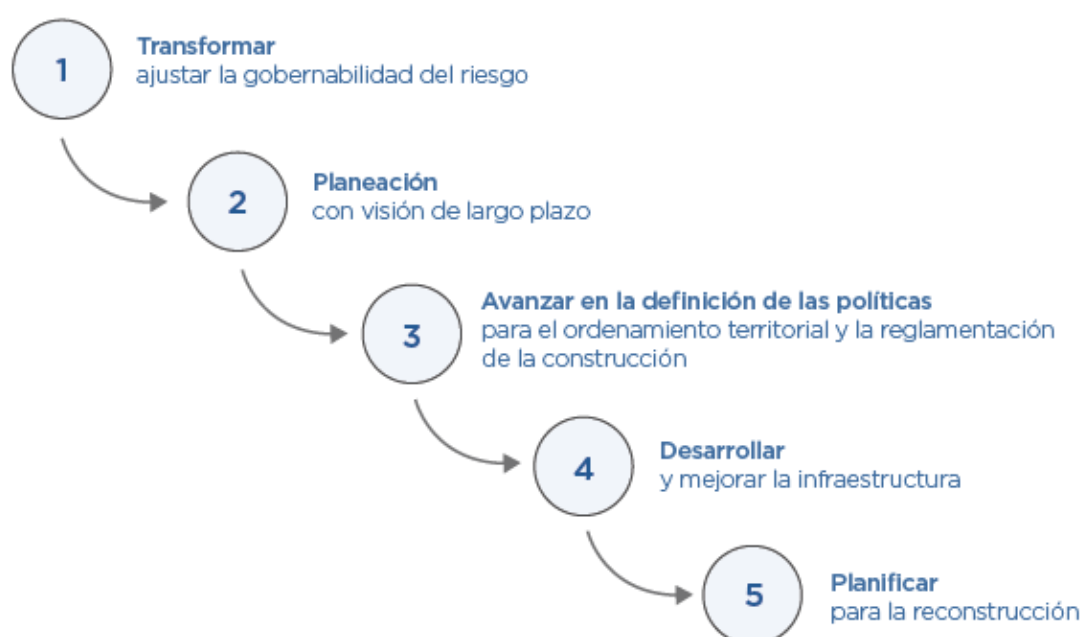 1
Transformar
ajustar la gobernabilidad del riesgo
2
Planeación
con visión de largo plazo
3
Avanzar en la definición de las políticas
para el ordenamiento territorial y la reglamentación
de la construcción
4
Desarrollar
y mejorar la infraestructura
5
Planificar
para la reconstrucción